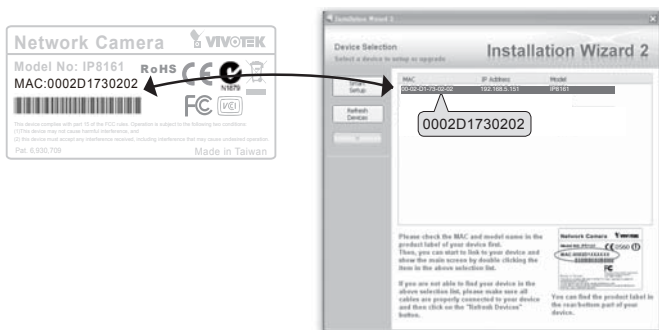 Network Camera
VIVOTEK
Model No: IP8161
RoHS
MAC:0002D1730202
N1879
FC
VCI
This device complies with part 15 of the FCC rules. Operation is subject to the following two conditions:
(1)This device may not cause harmful interference, and
(2) this device must accept any interference received, including interference that may cause undesired operation.
Pat. 6,930,709
Made in Taiwan
Installation Wizard 2
Device Selection
Select a device to setup or upgrade
Installation Wizard 2
Setup
Refresh Devices
MAC
IP Address
Model
00-02-D1-73-02-02
192.168.5.151
IP8161
0002D1730202
Please check the MAC and model name in the
product label of your device first.
Then, you can start to link to your device and
show the main screen by double clicking the
item in the above selection list.
If you are not able to find your device in the
above selection list, please make sure all
cables are properly connected to your device
and then click on the "Refresh Devices"
button.
Network Camera
VIVOTEK
0560
MAC:0002D1XXXXXX
You can find the product label in
the rear/bottom part of your
device.